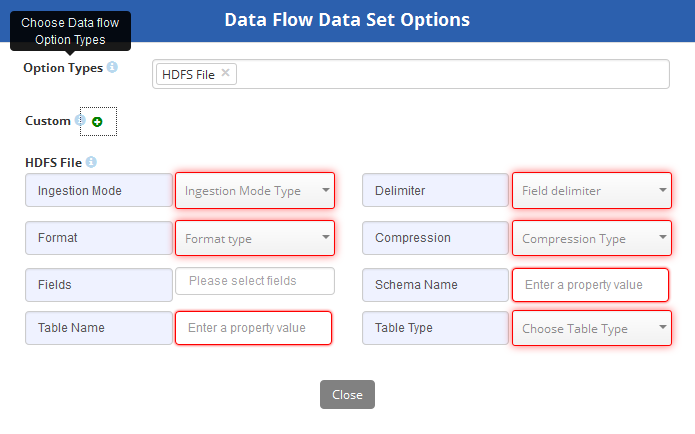 Data Flow Data Set Options
Choose Data flow
Option Types
Option Types
HDFS File ×
Custom
HDFS File
Ingestion Mode Ingestion Mode Type Delimiter Field delimiter
Format Format type Compression Compression Type
Fields Please select fields Schema Name Enter a property value
Table Name Enter a property value Table Type Choose Table Type
Close